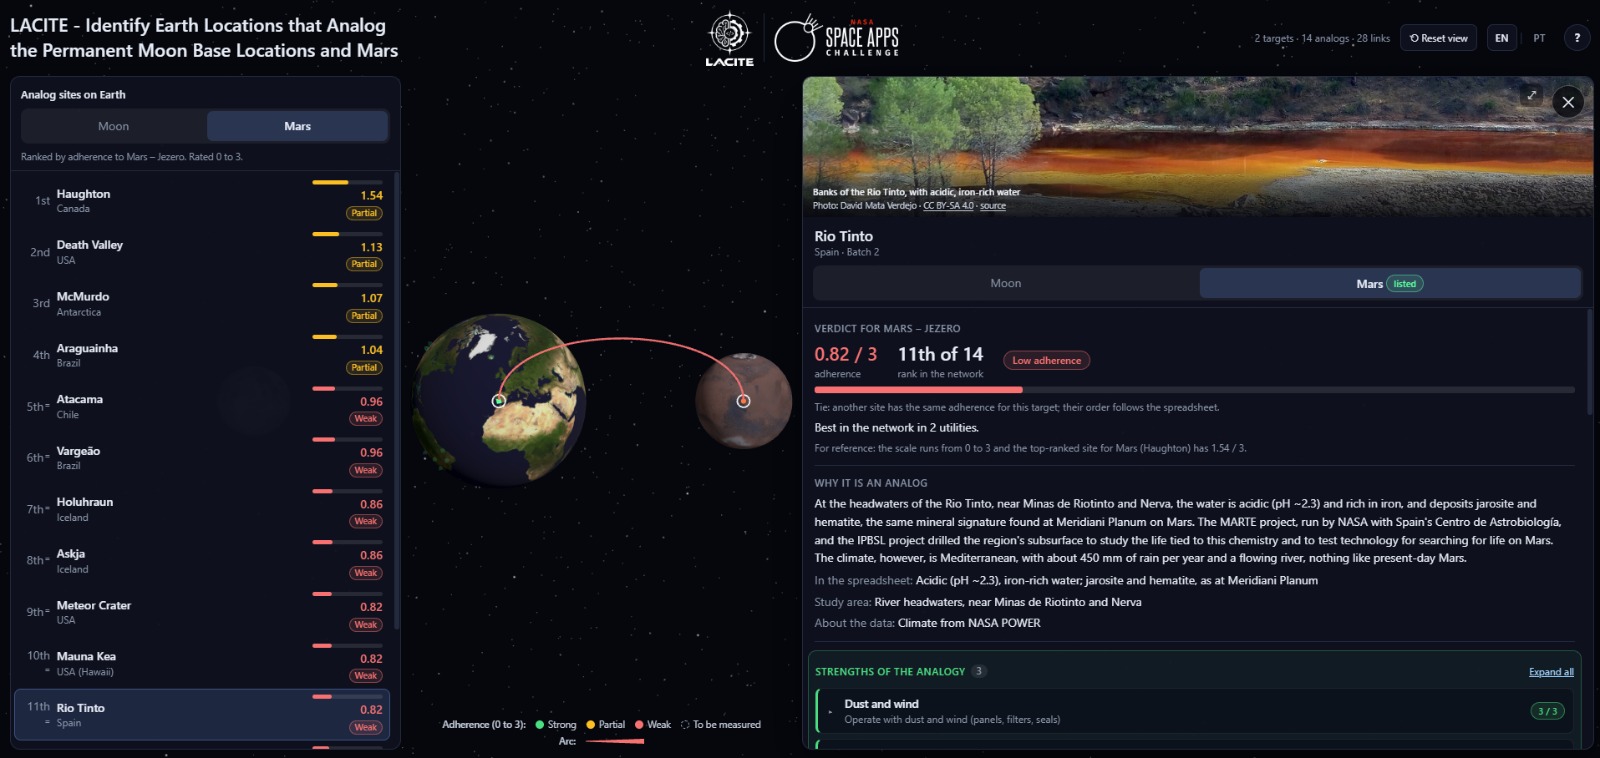 LACITE - Identify Earth Locations that Analog
the Permanent Moon Base Locations and Mars
LACITE
NASA
SPACE APPS
CHALLENGE
2 targets · 14 analogs · 28 links
Reset view
EN
PT
?
Analog sites on Earth
Moon
Mars
Ranked by adherence to Mars – Jezero. Rated 0 to 3.
1st
Haughton
Canada
1.54
Partial
2nd
Death Valley
USA
1.13
Partial
3rd
McMurdo
Antarctica
1.07
Partial
4th
Araguainha
Brazil
1.04
Partial
5th=
Atacama
Chile
0.96
Weak
6th=
Vargeão
Brazil
0.96
Weak
7th=
Holuhraun
Iceland
0.86
Weak
8th=
Askja
Iceland
0.86
Weak
9th=
Meteor Crater
USA
0.82
Weak
10th
=
Mauna Kea
USA (Hawaii)
0.82
Weak
11th
=
Rio Tinto
Spain
0.82
Weak
Adherence (0 to 3): Strong Partial Weak To be measured
Arc:
Banks of the Rio Tinto, with acidic, iron-rich water
Photo: David Mata Verdejo · CC BY-SA 4.0 · source
Rio Tinto
Spain · Batch 2
Moon
Mars listed
VERDICT FOR MARS – JEZERO
0.82 / 3
adherence
11th of 14
rank in the network
Low adherence
Tie: another site has the same adherence for this target; their order follows the spreadsheet.
Best in the network in 2 utilities.
For reference: the scale runs from 0 to 3 and the top-ranked site for Mars (Haughton) has 1.54 / 3.
WHY IT IS AN ANALOG
At the headwaters of the Rio Tinto, near Minas de Riotinto and Nerva, the water is acidic (pH ~2.3) and rich in iron, and deposits jarosite and
hematite, the same mineral signature found at Meridiani Planum on Mars. The MARTE project, run by NASA with Spain's Centro de Astrobiología,
and the IPBSL project drilled the region's subsurface to study the life tied to this chemistry and to test technology for searching for life on Mars.
The climate, however, is Mediterranean, with about 450 mm of rain per year and a flowing river, nothing like present-day Mars.
In the spreadsheet: Acidic (pH ~2.3), iron-rich water; jarosite and hematite, as at Meridiani Planum
Study area: River headwaters, near Minas de Riotinto and Nerva
About the data: Climate from NASA POWER
STRENGTHS OF THE ANALOGY 3
Expand all
Dust and wind
Operate with dust and wind (panels, filters, seals)
3 / 3